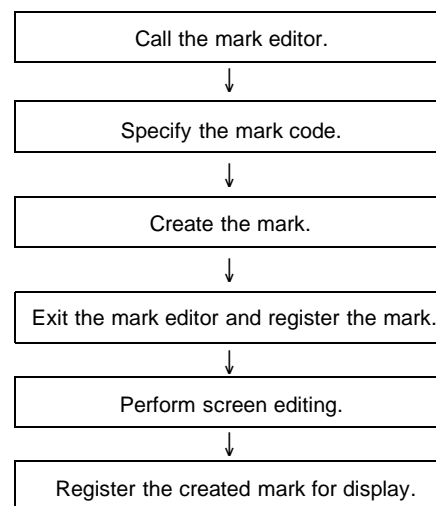 Call the mark editor.
Specify the mark code.
Create the mark.
Exit the mark editor and register the mark.
Perform screen editing.
Register the created mark for display.